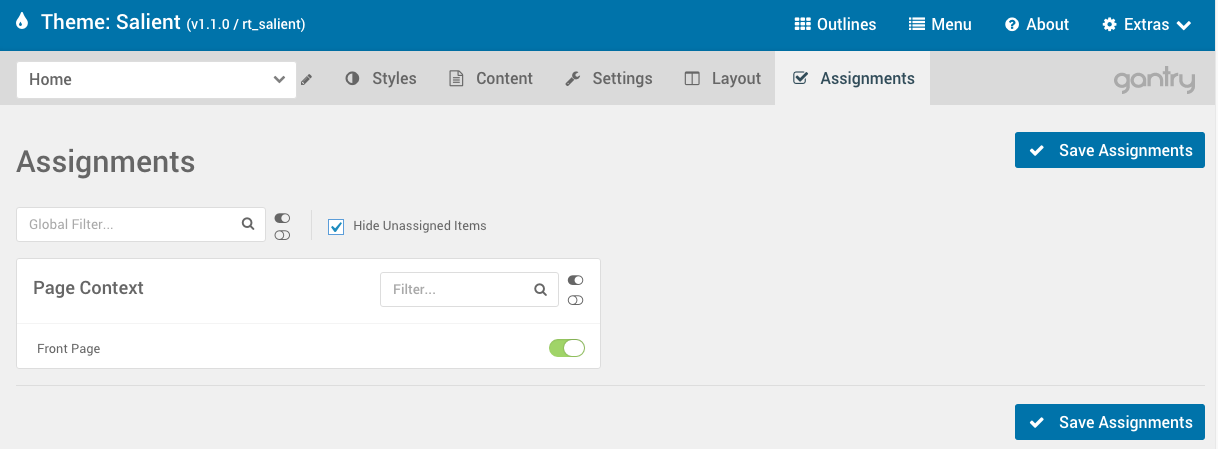 Theme: Salient (v1.1.0 / rt_salient)
Outlines Menu About Extras
Home Styles Content Settings Layout Assignments gantry
Assignments
Save Assignments
Global Filter... Hide Unassigned Items
Page Context Filter...
Front Page
Save Assignments